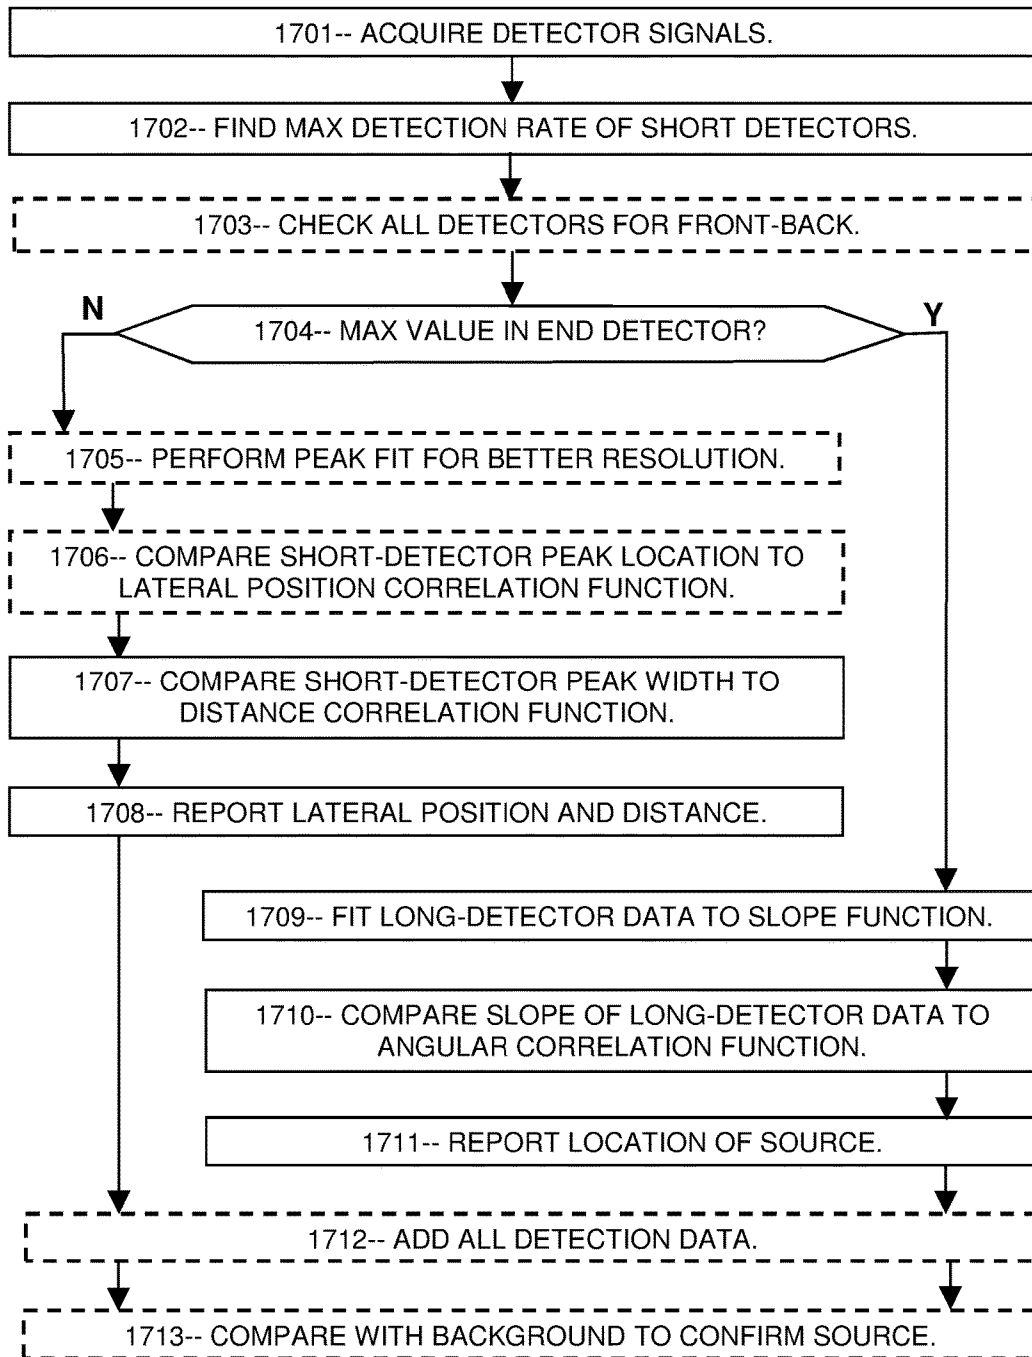 1701-- ACQUIRE DETECTOR SIGNALS.
1702-- FIND MAX DETECTION RATE OF SHORT DETECTORS.
1703-- CHECK ALL DETECTORS FOR FRONT-BACK.
N
1704-- MAX VALUE IN END DETECTOR?
Y
1705-- PERFORM PEAK FIT FOR BETTER RESOLUTION.
1706-- COMPARE SHORT-DETECTOR PEAK LOCATION TO
LATERAL POSITION CORRELATION FUNCTION.
1707-- COMPARE SHORT-DETECTOR PEAK WIDTH TO
DISTANCE CORRELATION FUNCTION.
1708-- REPORT LATERAL POSITION AND DISTANCE.
1709-- FIT LONG-DETECTOR DATA TO SLOPE FUNCTION.
1710-- COMPARE SLOPE OF LONG-DETECTOR DATA TO
ANGULAR CORRELATION FUNCTION.
1711-- REPORT LOCATION OF SOURCE.
1712-- ADD ALL DETECTION DATA.
1713-- COMPARE WITH BACKGROUND TO CONFIRM SOURCE.